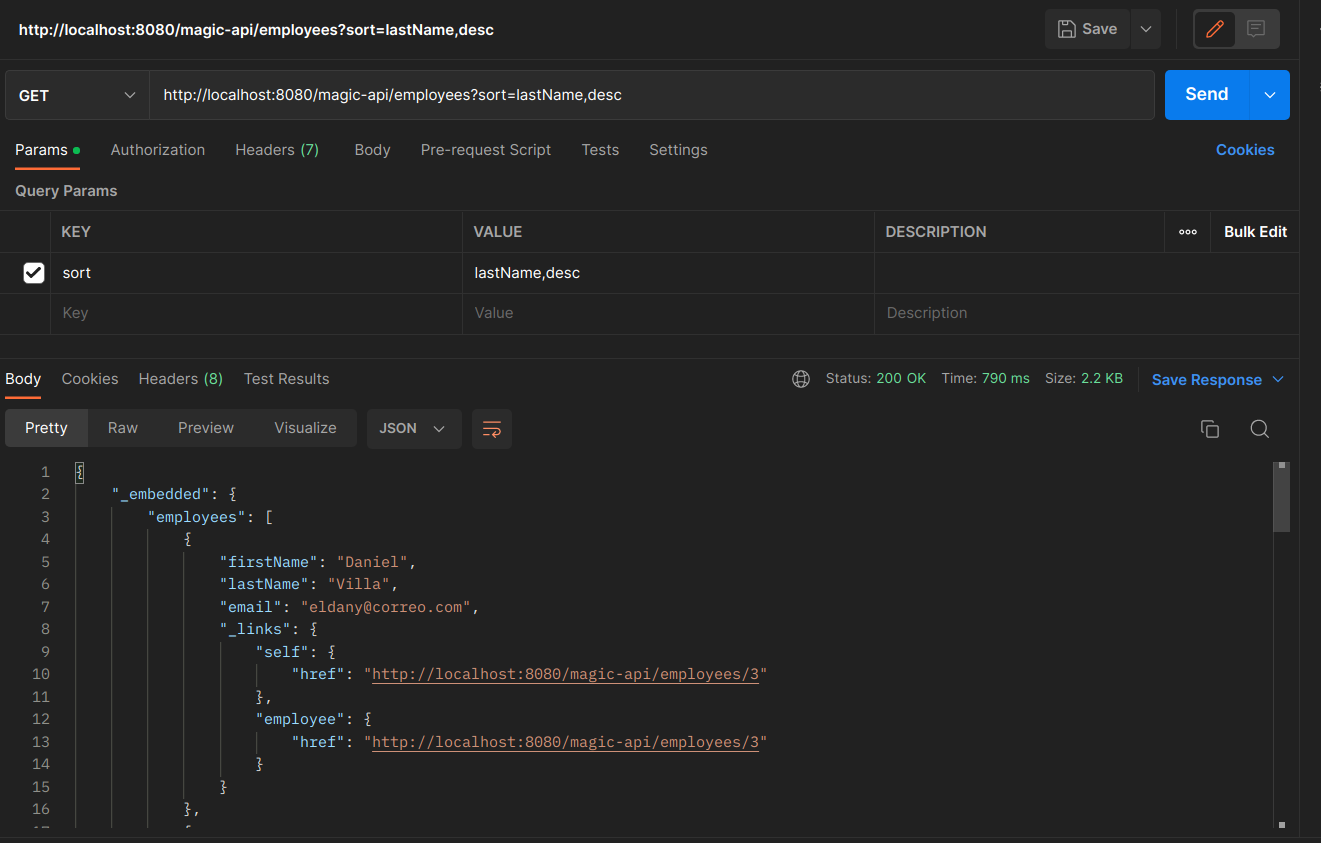 http://localhost:8080/magic-api/employees?sort=lastName,desc
Save
GET
http://localhost:8080/magic-api/employees?sort=lastName,desc
Send
Params Authorization Headers (7) Body Pre-request Script Tests Settings Cookies
Query Params
KEY VALUE DESCRIPTION Bulk Edit
sort lastName,desc
Key Value Description
Body Cookies Headers (8) Test Results Status: 200 OK Time: 790 ms Size: 2.2 KB Save Response
Pretty Raw Preview Visualize JSON
1 {
2 "_embedded": {
3 "employees": [
4 {
5 "firstName": "Daniel",
6 "lastName": "Villa",
7 "email": "eldany@correo.com",
8 "_links": {
9 "self": {
10 "href": "http://localhost:8080/magic-api/employees/3"
11 },
12 "employee": {
13 "href": "http://localhost:8080/magic-api/employees/3"
14 }
15 }
16 },